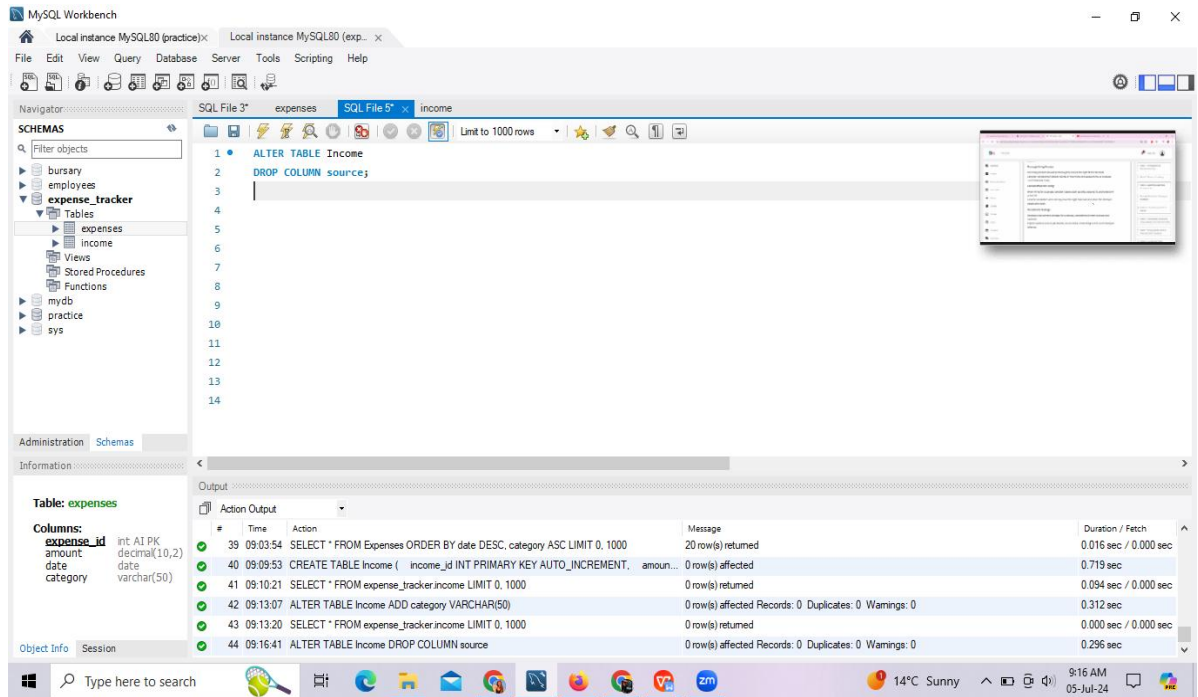 MySQL Workbench
Local instance MySQL80 (practice)×
Local instance MySQL80 (exp... ×
File Edit View Query Database Server Tools Scripting Help
Navigator
SCHEMAS
Filter objects
bursary
employees
expense_tracker
Tables
expenses
income
Views
Stored Procedures
Functions
mydb
practice
sys
Administration Schemas
Information
Table: expenses
Columns:
expense_id int AI PK
amount decimal(10,2)
date date
category varchar(50)
Object Info Session
SQL File 3* expenses SQL File 5* × income
Limit to 1000 rows
1 ALTER TABLE Income
2 DROP COLUMN source;
3
4
5
6
7
8
9
10
11
12
13
14
Output
Action Output
# Time Action Message Duration / Fetch
39 09:03:54 SELECT * FROM Expenses ORDER BY date DESC, category ASC LIMIT 0, 1000 20 row(s) returned 0.016 sec / 0.000 sec
40 09:09:53 CREATE TABLE Income ( income_id INT PRIMARY KEY AUTO_INCREMENT, amoun... 0 row(s) affected 0.719 sec
41 09:10:21 SELECT * FROM expense_tracker.income LIMIT 0, 1000 0 row(s) returned 0.094 sec / 0.000 sec
42 09:13:07 ALTER TABLE Income ADD category VARCHAR(50) 0 row(s) affected Records: 0 Duplicates: 0 Warnings: 0 0.312 sec
43 09:13:20 SELECT * FROM expense_tracker.income LIMIT 0, 1000 0 row(s) returned 0.000 sec / 0.000 sec
44 09:16:41 ALTER TABLE Income DROP COLUMN source 0 row(s) affected Records: 0 Duplicates: 0 Warnings: 0 0.296 sec
Type here to search
zm
14°C Sunny
9:16 AM
05-Jul-24
PRE